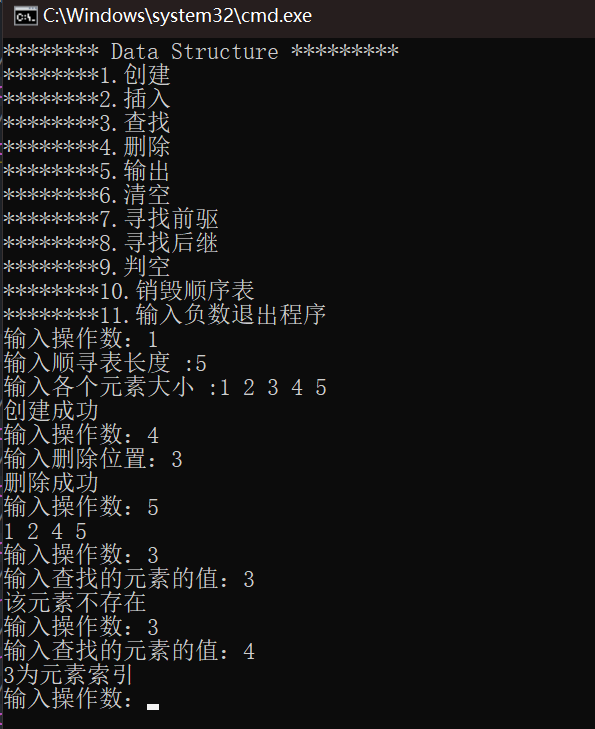 C:\Windows\system32\cmd.exe
******** Data Structure *********
********1.创建
********2.插入
********3.查找
********4.删除
********5.输出
********6.清空
********7.寻找前驱
********8.寻找后继
********9.判空
********10.销毁顺序表
********11.输入负数退出程序
输入操作数：1
输入顺寻表长度 :5
输入各个元素大小 :1 2 3 4 5
创建成功
输入操作数：4
输入删除位置：3
删除成功
输入操作数：5
1 2 4 5
输入操作数：3
输入查找的元素的值：3
该元素不存在
输入操作数：3
输入查找的元素的值：4
3为元素索引
输入操作数：